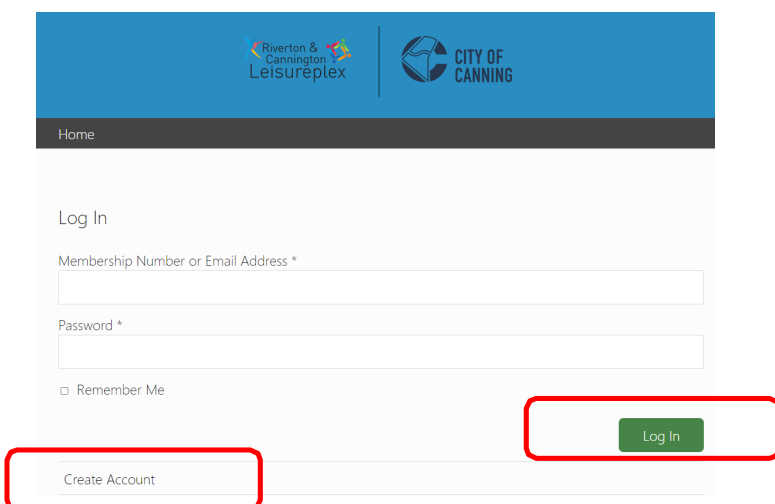 Riverton &
Cannington
Leisureplex
CITY OF
CANNING
Home
Log In
Membership Number or Email Address *
Password *
Remember Me
Log In
Create Account